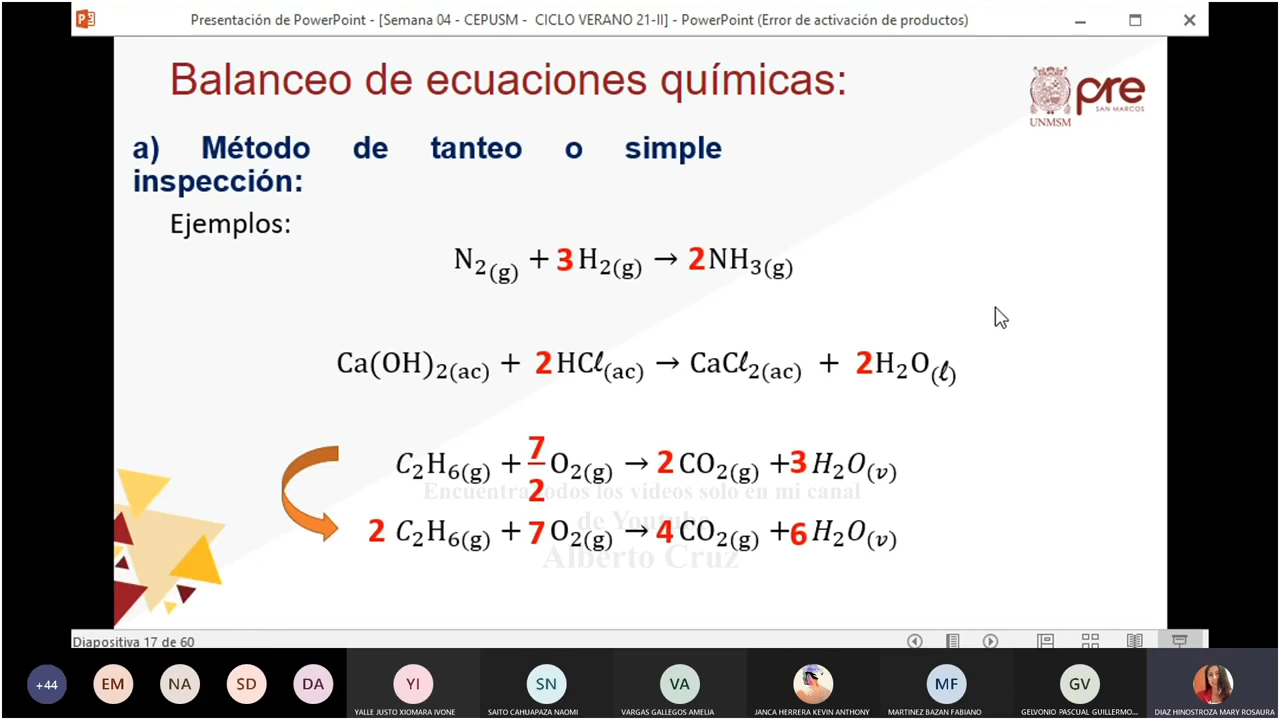 Presentación de PowerPoint - [Semana 04 - CEPUSM - CICLO VERANO 21-II] - PowerPoint (Error de activación de productos)
Balanceo de ecuaciones químicas:
pre
SAN MARCOS
UNMSM
a) Método de tanteo o simple
inspección:
Ejemplos:
N₂(g) + 3 H₂(g) → 2 NH₃(g)
Ca(OH)₂(ac) + 2 HCℓ(ac) → CaCℓ₂(ac) + 2 H₂O(ℓ)
C₂H₆(g) + 7/2 O₂(g) → 2 CO₂(g) + 3 H₂O(v)
Encuentra todos los videos solo en mi canal
de Youtube
2 C₂H₆(g) + 7 O₂(g) → 4 CO₂(g) + 6 H₂O(v)
Alberto Cruz
Diapositiva 17 de 60
+44 EM NA SD DA YI SN VA MF GV
YALLE JUSTO XIOMARA IVONE SAITO CAHUAPAZA NAOMI VARGAS GALLEGOS AMELIA JANCA HERRERA KEVIN ANTHONY MARTINEZ BAZAN FABIANO GELVONIO PASCUAL GUILLERMO... DIAZ HINOSTROZA MARY ROSAURA